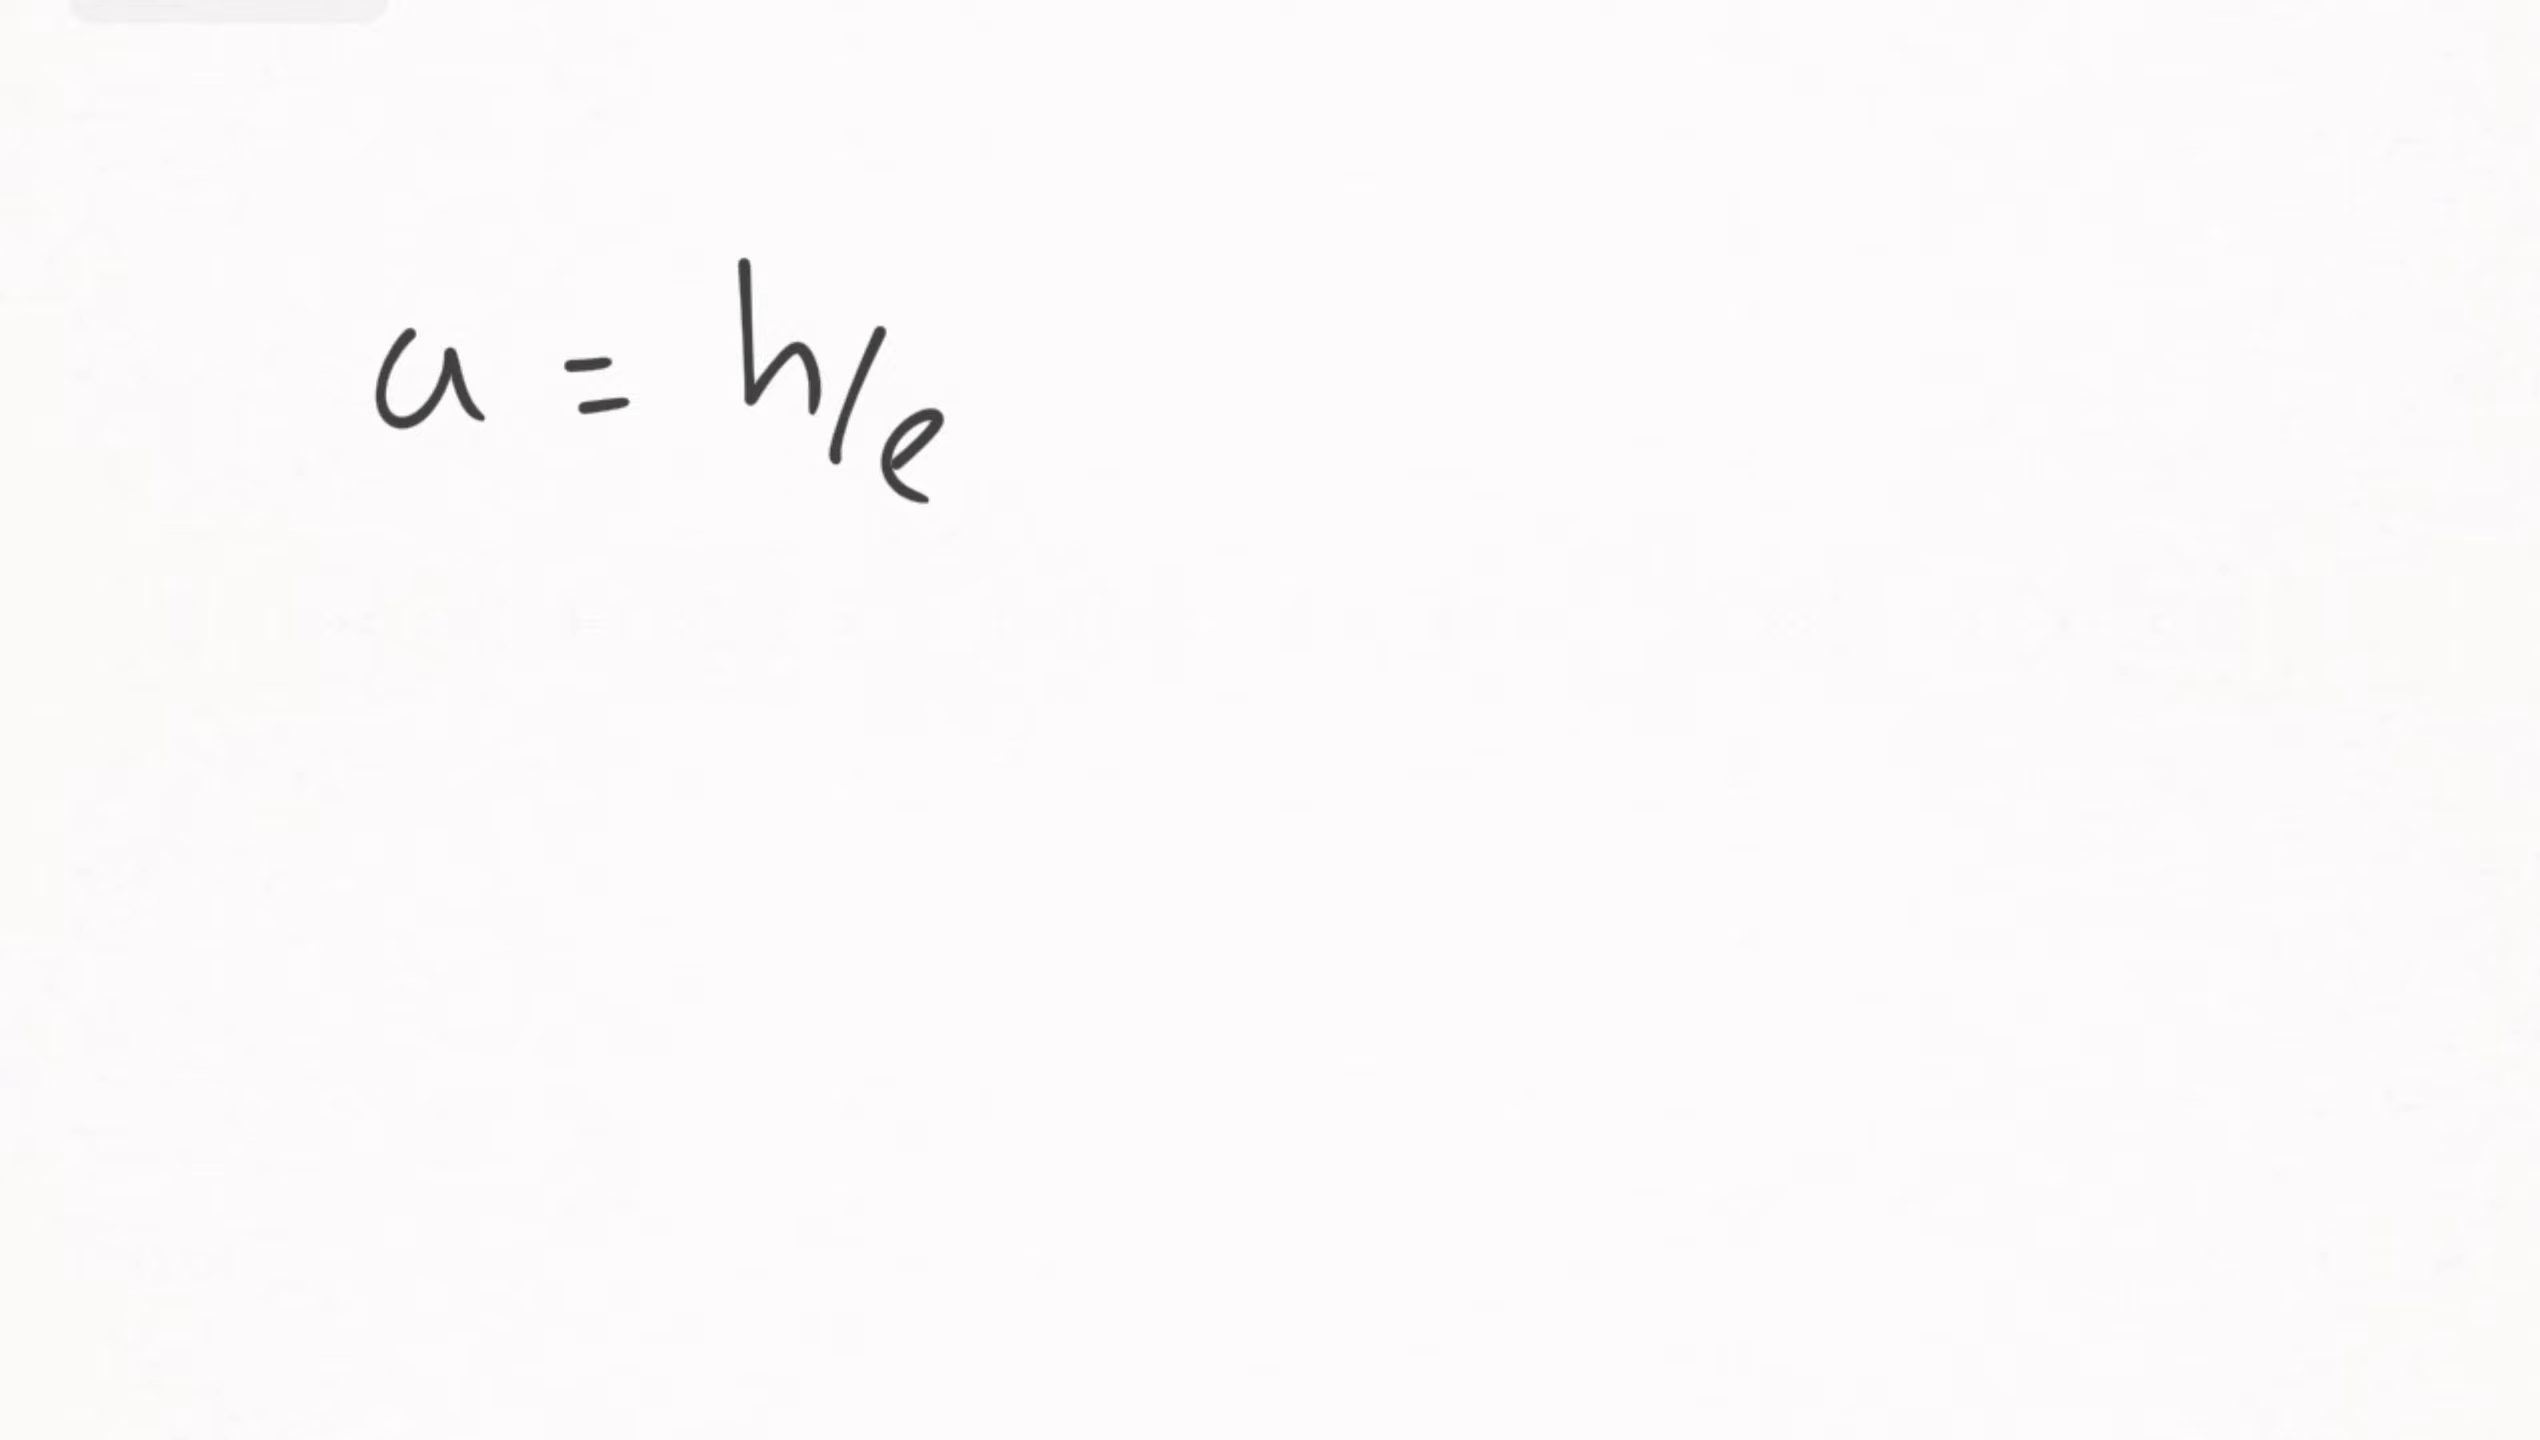 a = h/e